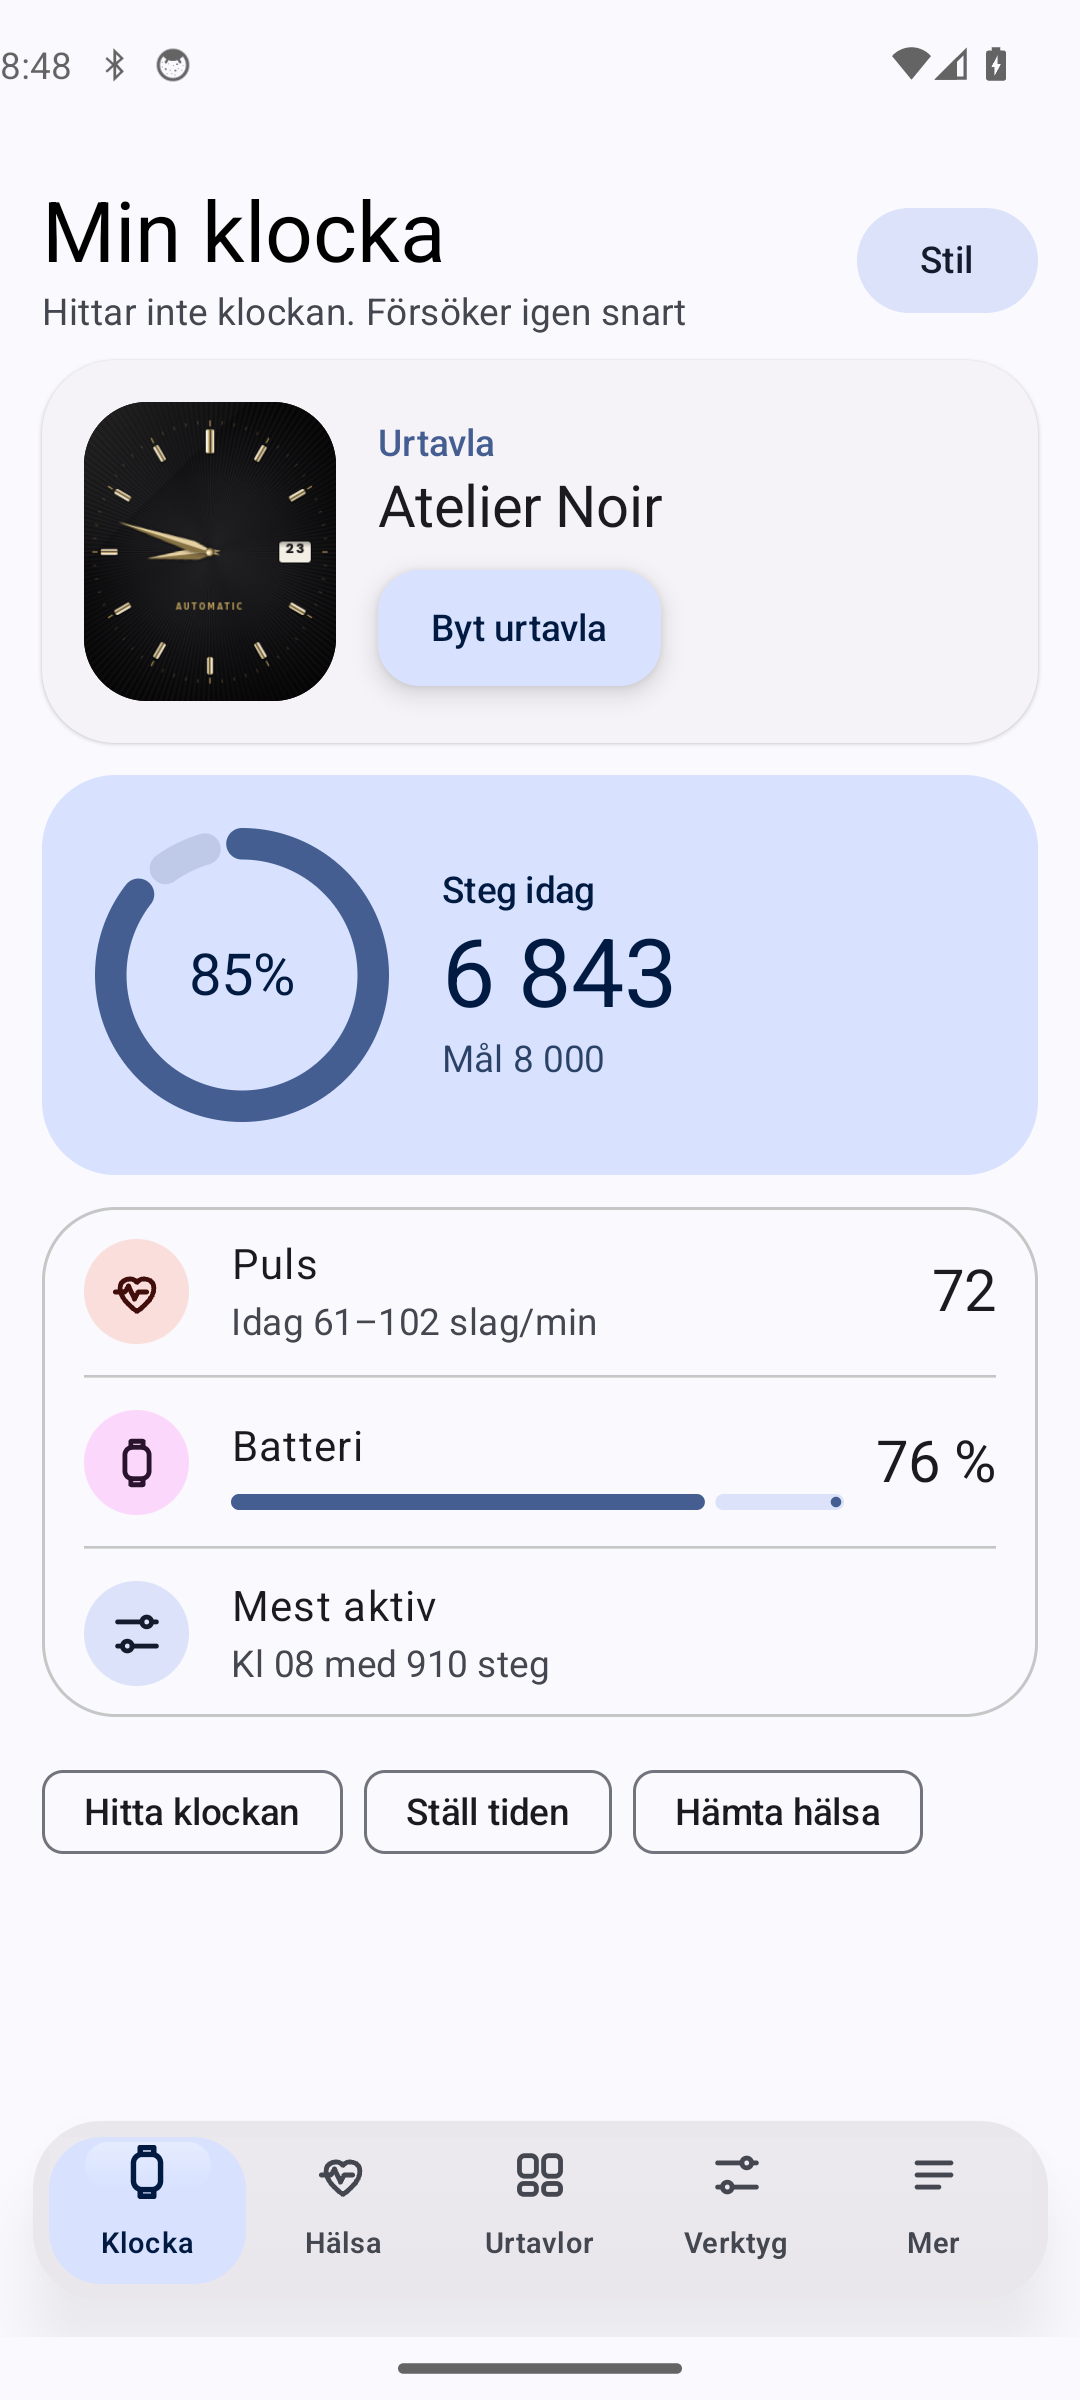 8:48
Min klocka
Stil
Hittar inte klockan. Försöker igen snart
Urtavla
Atelier Noir
23
AUTOMATIC
Byt urtavla
85%
Steg idag
6 843
Mål 8 000
Puls
72
Idag 61–102 slag/min
Batteri
76 %
Mest aktiv
Kl 08 med 910 steg
Hitta klockan
Ställ tiden
Hämta hälsa
Klocka
Hälsa
Urtavlor
Verktyg
Mer